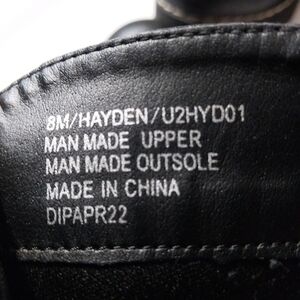 8M/HAYDEN/U2HYD01
MAN MADE UPPER
MAN MADE OUTSOLE
MADE IN CHINA
DIPAPR22